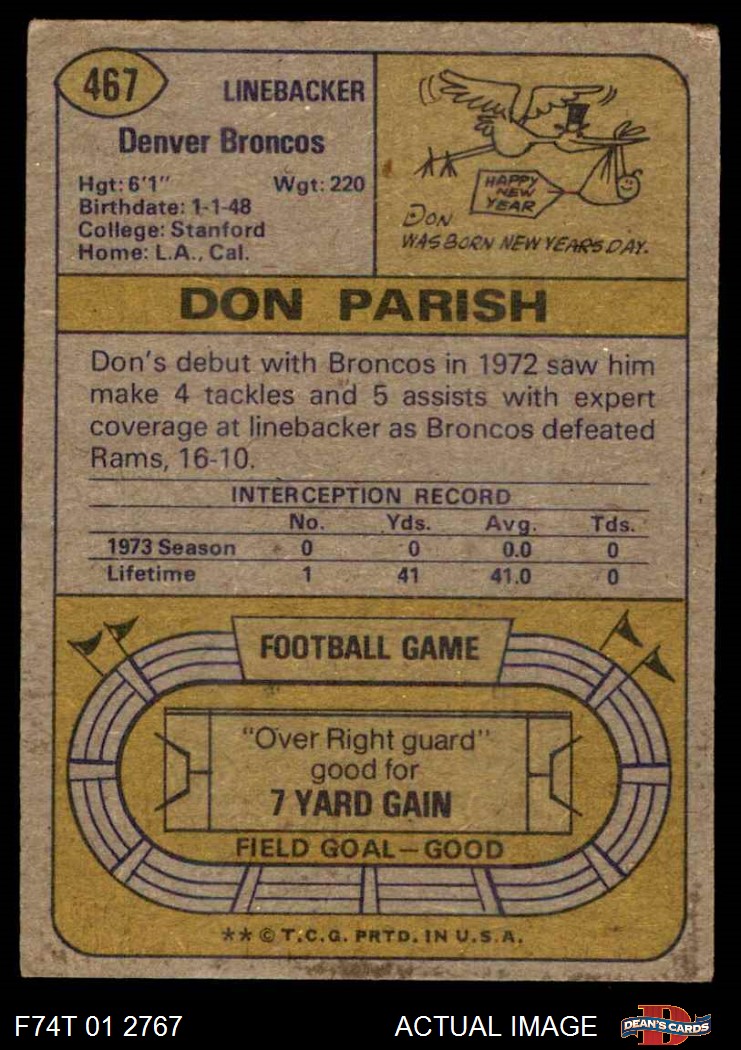 467
LINEBACKER
Denver Broncos
Hgt: 6'1" Wgt: 220
Birthdate: 1-1-48
College: Stanford
Home: L.A., Cal.
HAPPY
NEW
YEAR
DON
WAS BORN NEW YEARS DAY.
DON PARISH
Don's debut with Broncos in 1972 saw him
make 4 tackles and 5 assists with expert
coverage at linebacker as Broncos defeated
Rams, 16-10.
INTERCEPTION RECORD
No. Yds. Avg. Tds.
1973 Season 0 0 0.0 0
Lifetime 1 41 41.0 0
FOOTBALL GAME
"Over Right guard"
good for
7 YARD GAIN
FIELD GOAL—GOOD
** © T.C.G. PRTD. IN U.S.A.
F74T 01 2767 ACTUAL IMAGE
D
DEAN'S CARDS